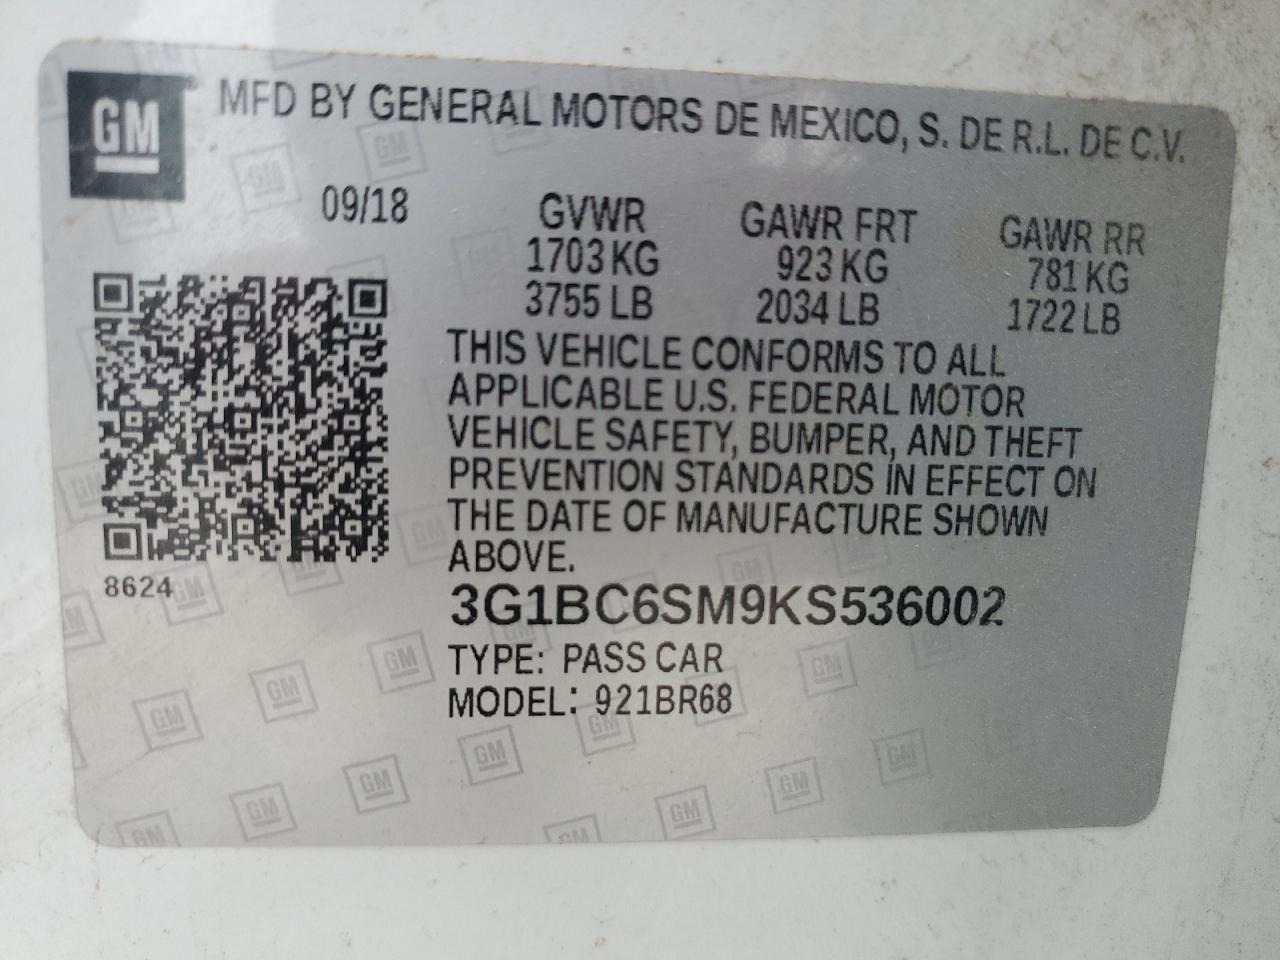 GM MFD BY GENERAL MOTORS DE MEXICO, S. DE R.L. DE C.V.
09/18
GVWR GAWR FRT GAWR RR
1703 KG 923 KG 781 KG
3755 LB 2034 LB 1722 LB
THIS VEHICLE CONFORMS TO ALL
APPLICABLE U.S. FEDERAL MOTOR
VEHICLE SAFETY, BUMPER, AND THEFT
PREVENTION STANDARDS IN EFFECT ON
THE DATE OF MANUFACTURE SHOWN
ABOVE.
8624
3G1BC6SM9KS536002
TYPE: PASS CAR
MODEL: 921BR68